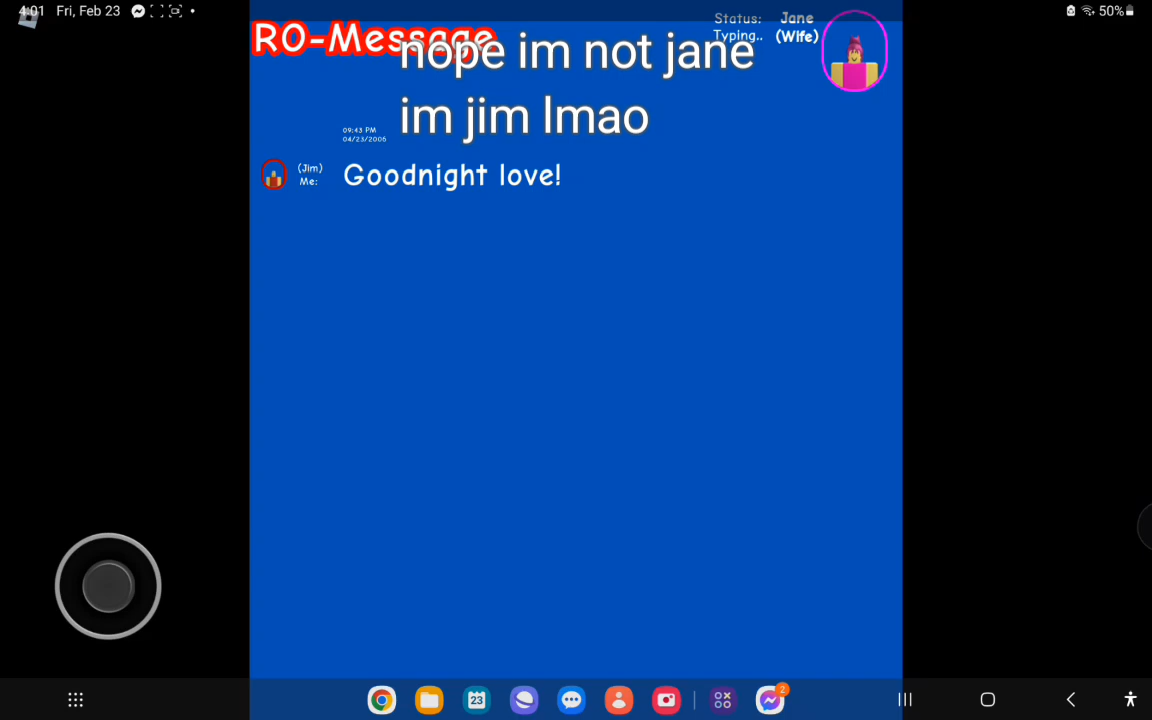 4:01 Fri, Feb 23
50%
RO-Message
nope im not jane
im jim lmao
Status:
Typing..
Jane
(Wife)
09:43 PM
04/23/2006
(Jim)
Me:
Goodnight love!
23
2